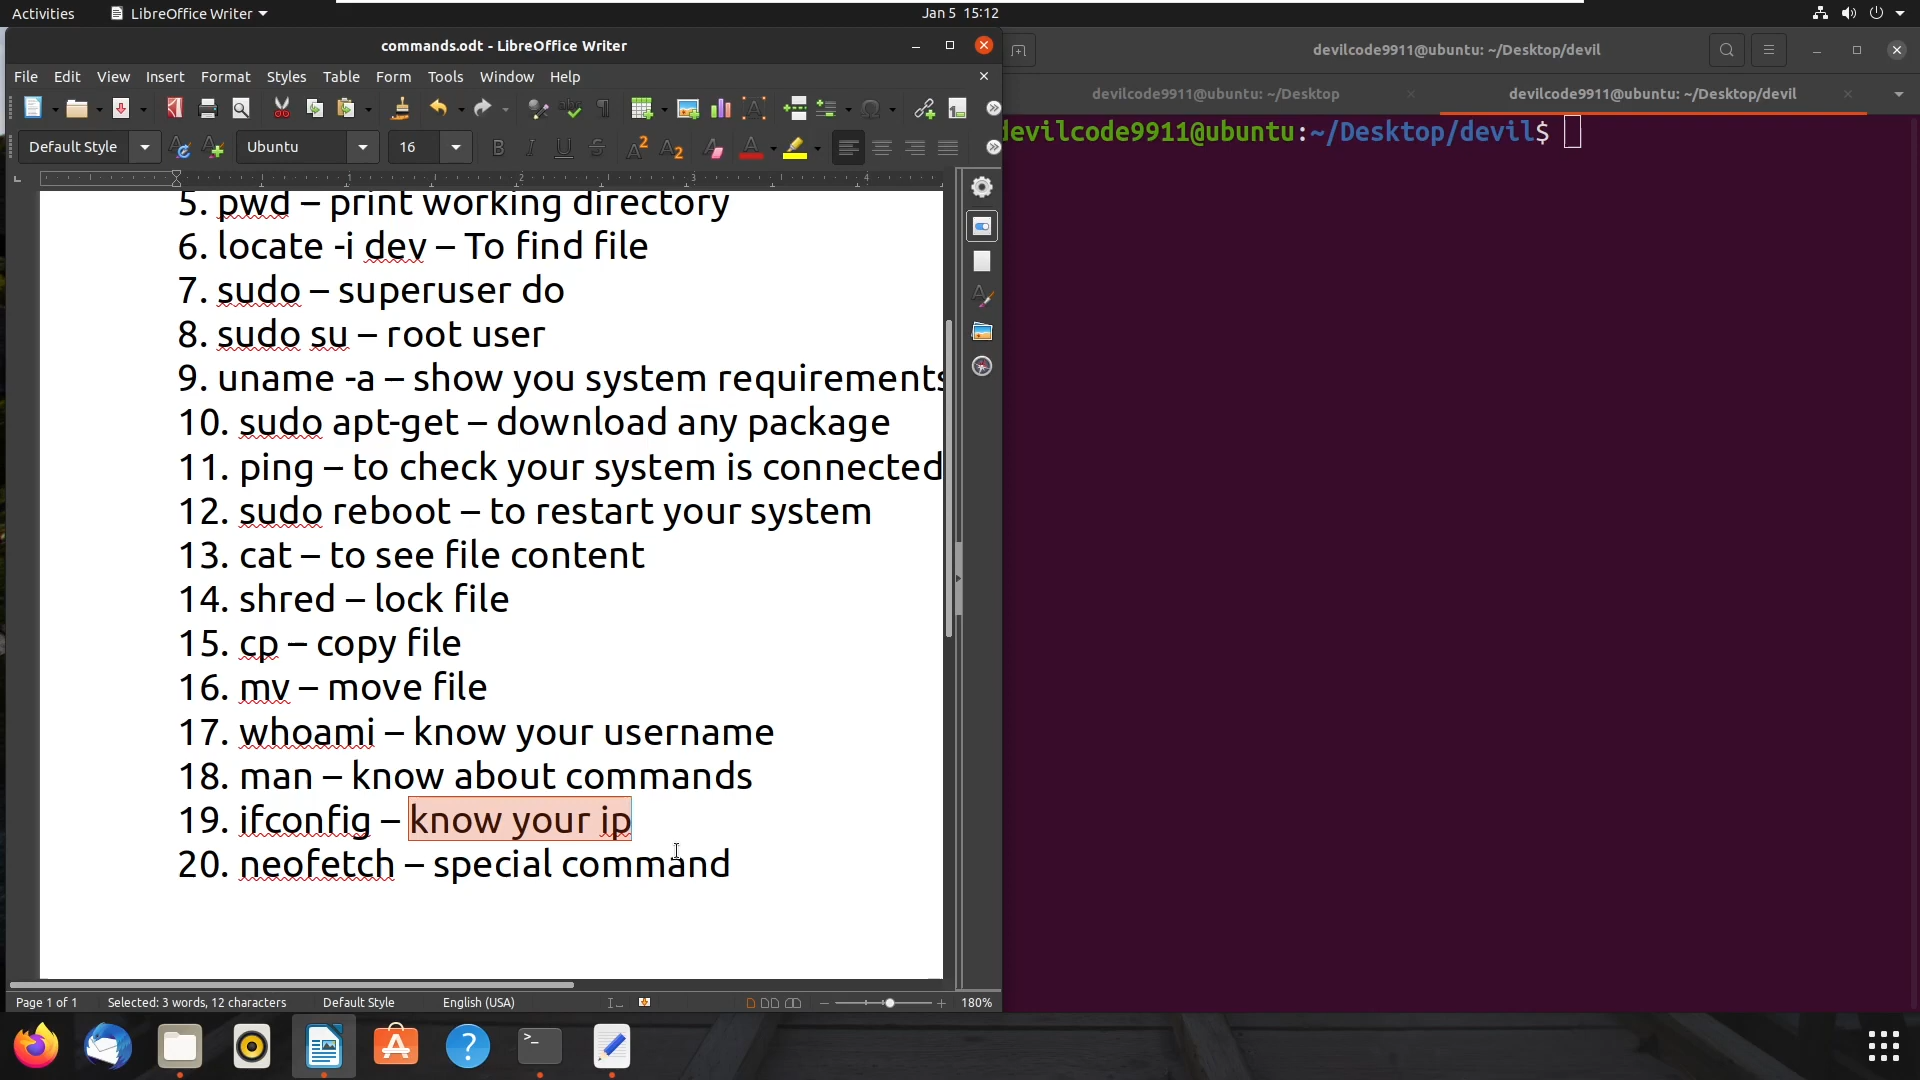 Activities LibreOffice Writer Jan 5 15:12
commands.odt - LibreOffice Writer
devilcode9911@ubuntu: ~/Desktop/devil
File Edit View Insert Format Styles Table Form Tools Window Help
devilcode9911@ubuntu: ~/Desktop
devilcode9911@ubuntu: ~/Desktop/devil
Default Style Ubuntu 16
devilcode9911@ubuntu:~/Desktop/devil$
1 2 3 4
5. pwd – print working directory
6. locate -i dev – To find file
7. sudo – superuser do
8. sudo su – root user
9. uname -a – show you system requirements
10. sudo apt-get – download any package
11. ping – to check your system is connected
12. sudo reboot – to restart your system
13. cat – to see file content
14. shred – lock file
15. cp – copy file
16. mv – move file
17. whoami – know your username
18. man – know about commands
19. ifconfig – know your ip
20. neofetch – special command
Page 1 of 1 Selected: 3 words, 12 characters Default Style English (USA) 180%